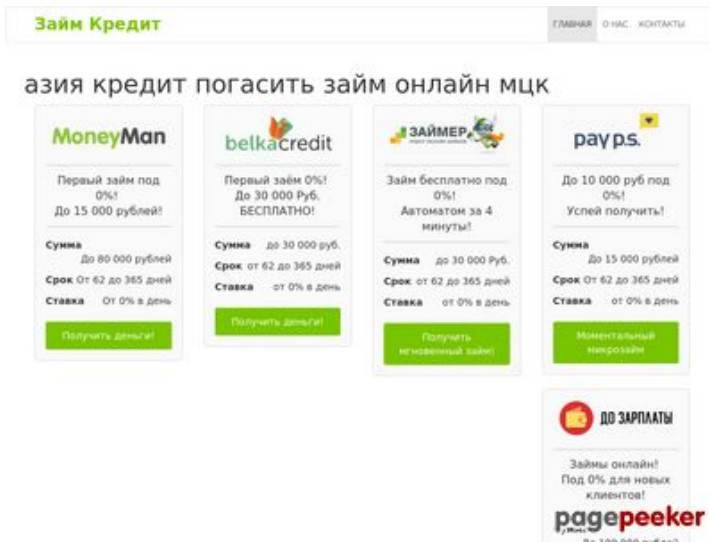 Займ Кредит
ГЛАВНАЯ О НАС КОНТАКТЫ
азия кредит погасить займ онлайн мцк
MoneyMan
Первый займ под
0%!
До 15 000 рублей!
Сумма
До 80 000 рублей
Срок От 62 до 365 дней
Ставка От 0% в день
Получить деньги!
belkacredit
Первый заём 0%!
До 30 000 Руб.
БЕСПЛАТНО!
Сумма до 30 000 руб.
Срок от 62 до 365 дней
Ставка от 0% в день
Получить деньги!
ЗАЙМЕР
Займ бесплатно под
0%!
Автоматом за 4
минуты!
Сумма до 30 000 Руб.
Срок от 62 до 365 дней
Ставка от 0% в день
Получить
мгновенный займ!
pay p.s.
До 10 000 руб под
0%!
Успей получить!
Сумма
До 15 000 рублей
Срок От 62 до 365 дней
Ставка От 0% в день
Моментальный
микрозайм
ДО ЗАРПЛАТЫ
Займы онлайн!
Под 0% для новых
клиентов!
pagepeeker
До 100 000 рублей